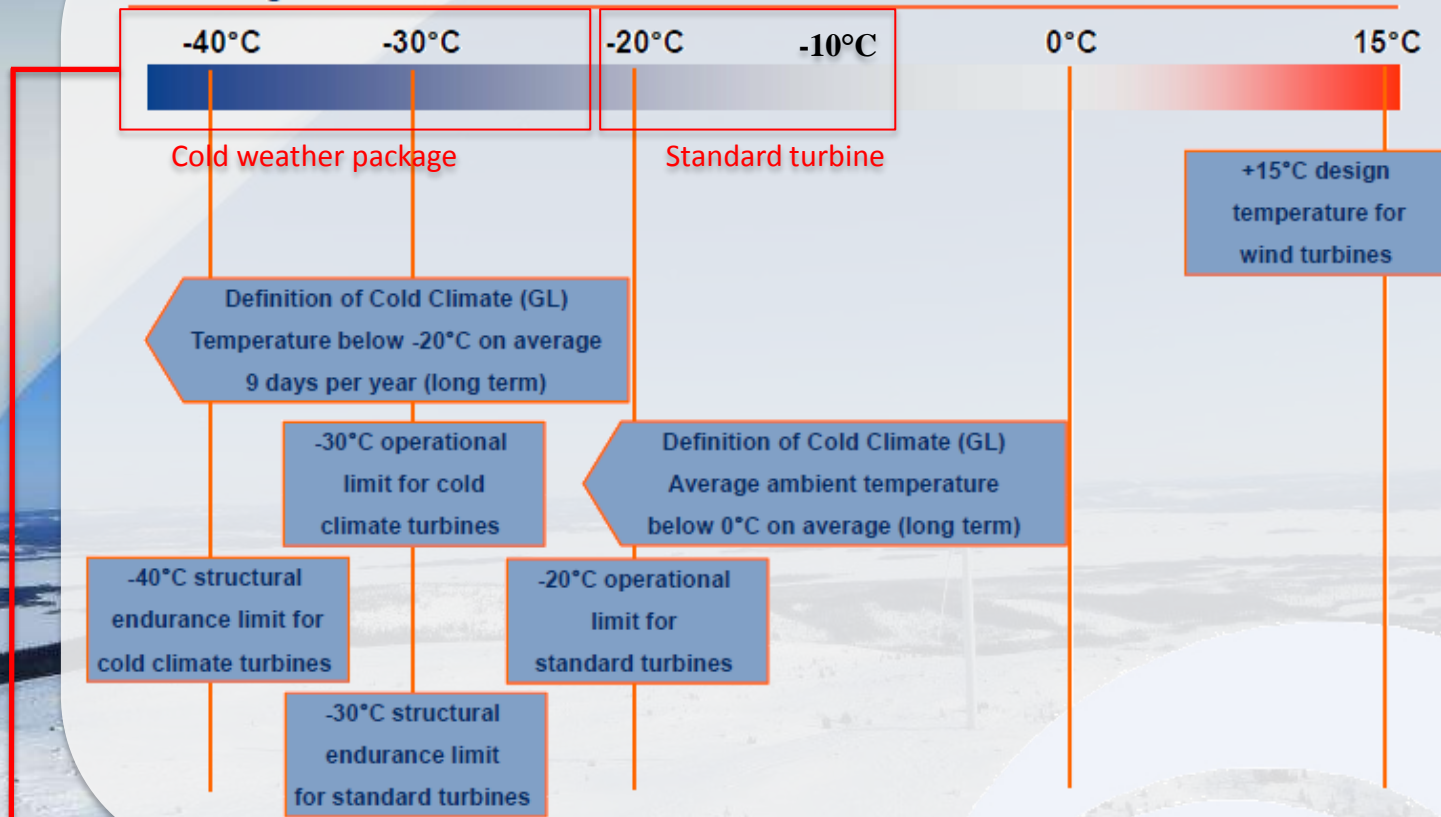 -40°C -30°C -20°C -10°C 0°C 15°C
Cold weather package
Standard turbine
+15°C design
temperature for
wind turbines
Definition of Cold Climate (GL)
Temperature below -20°C on average
9 days per year (long term)
-30°C operational
limit for cold
climate turbines
Definition of Cold Climate (GL)
Average ambient temperature
below 0°C on average (long term)
-40°C structural
endurance limit for
cold climate turbines
-20°C operational
limit for
standard turbines
-30°C structural
endurance limit
for standard turbines